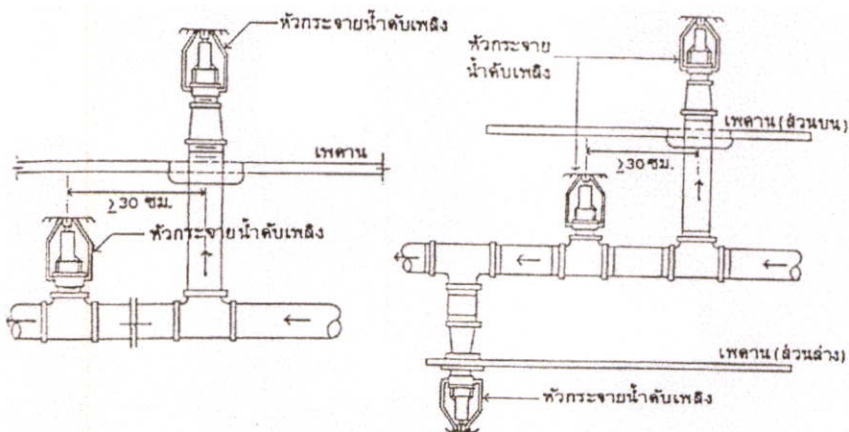 หัวกระจายน้ำดับเพลิง
เพดาน
≥30 ซม.
หัวกระจายน้ำดับเพลิง
หัวกระจาย
น้ำดับเพลิง
เพดาน (ส่วนบน)
≥30 ซม.
เพดาน (ส่วนล่าง)
หัวกระจายน้ำดับเพลิง